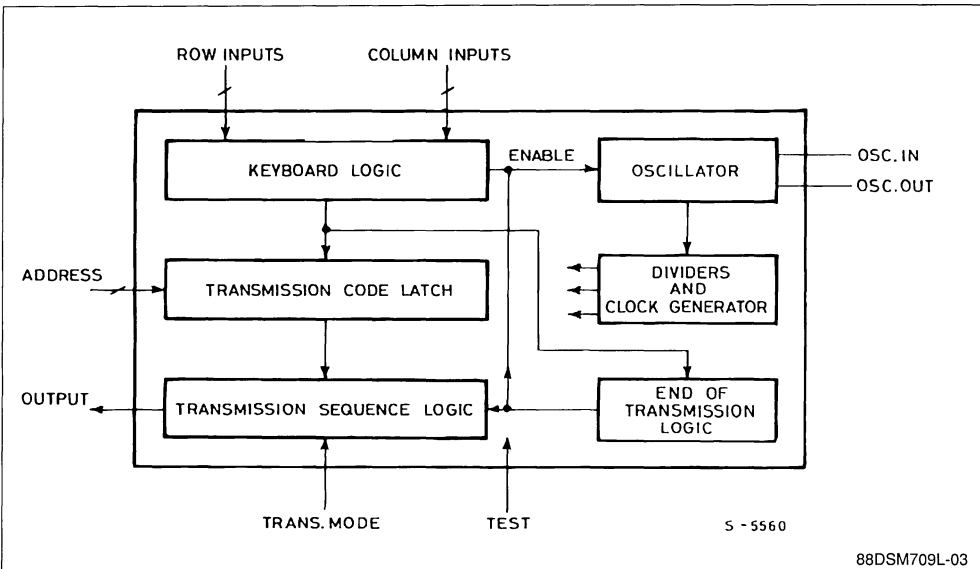 ROW INPUTS
COLUMN INPUTS
KEYBOARD LOGIC
ENABLE
OSCILLATOR
OSC. IN
OSC. OUT
ADDRESS
TRANSMISSION CODE LATCH
DIVIDERS
AND
CLOCK GENERATOR
OUTPUT
TRANSMISSION SEQUENCE LOGIC
END OF
TRANSMISSION
LOGIC
TRANS. MODE
TEST
S - 5560
88DSM709L-03